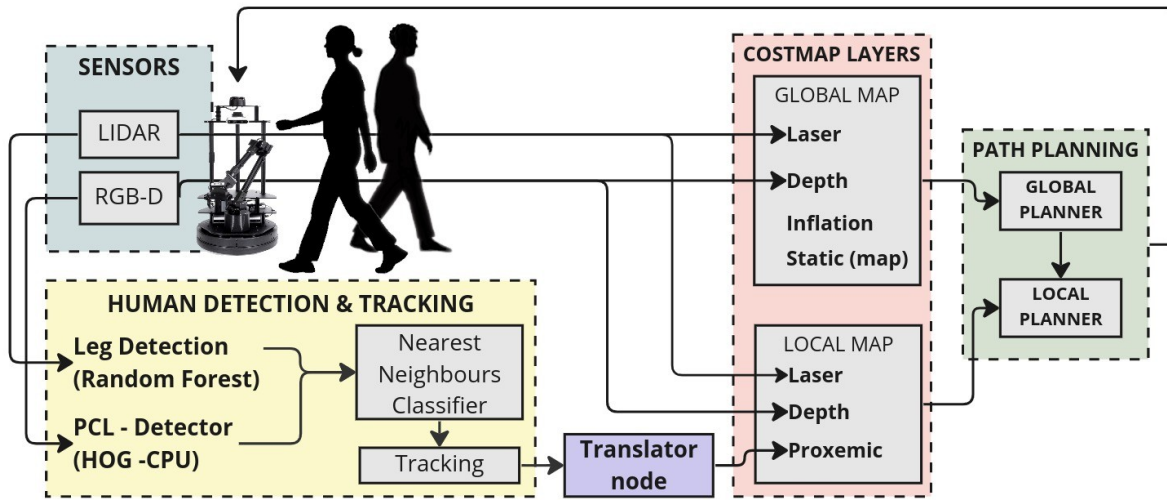 SENSORS
LIDAR
RGB-D
HUMAN DETECTION & TRACKING
Leg Detection
(Random Forest)
PCL - Detector
(HOG -CPU)
Nearest
Neighbours
Classifier
Tracking
Translator
node
COSTMAP LAYERS
GLOBAL MAP
Laser
Depth
Inflation
Static (map)
LOCAL MAP
Laser
Depth
Proxemic
PATH PLANNING
GLOBAL
PLANNER
LOCAL
PLANNER